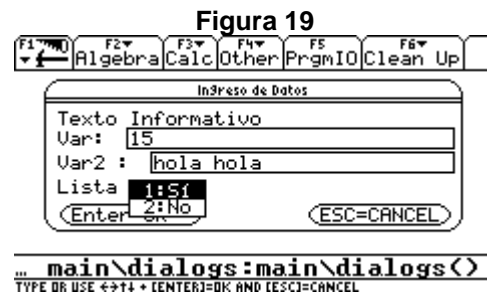 Figura 19
F1 F2 Algebra F3 Calc F4 Other F5 PrgmIO F6 Clean Up
Ingreso de Datos
Texto Informativo
Var: 15
Var2 : hola hola
Lista 1:Sí
2:No
(Enter (ESC=CANCEL)
… main\dialogs:main\dialogs()
TYPE OR USE ←→↑↓ + [ENTER]=OK AND [ESC]=CANCEL